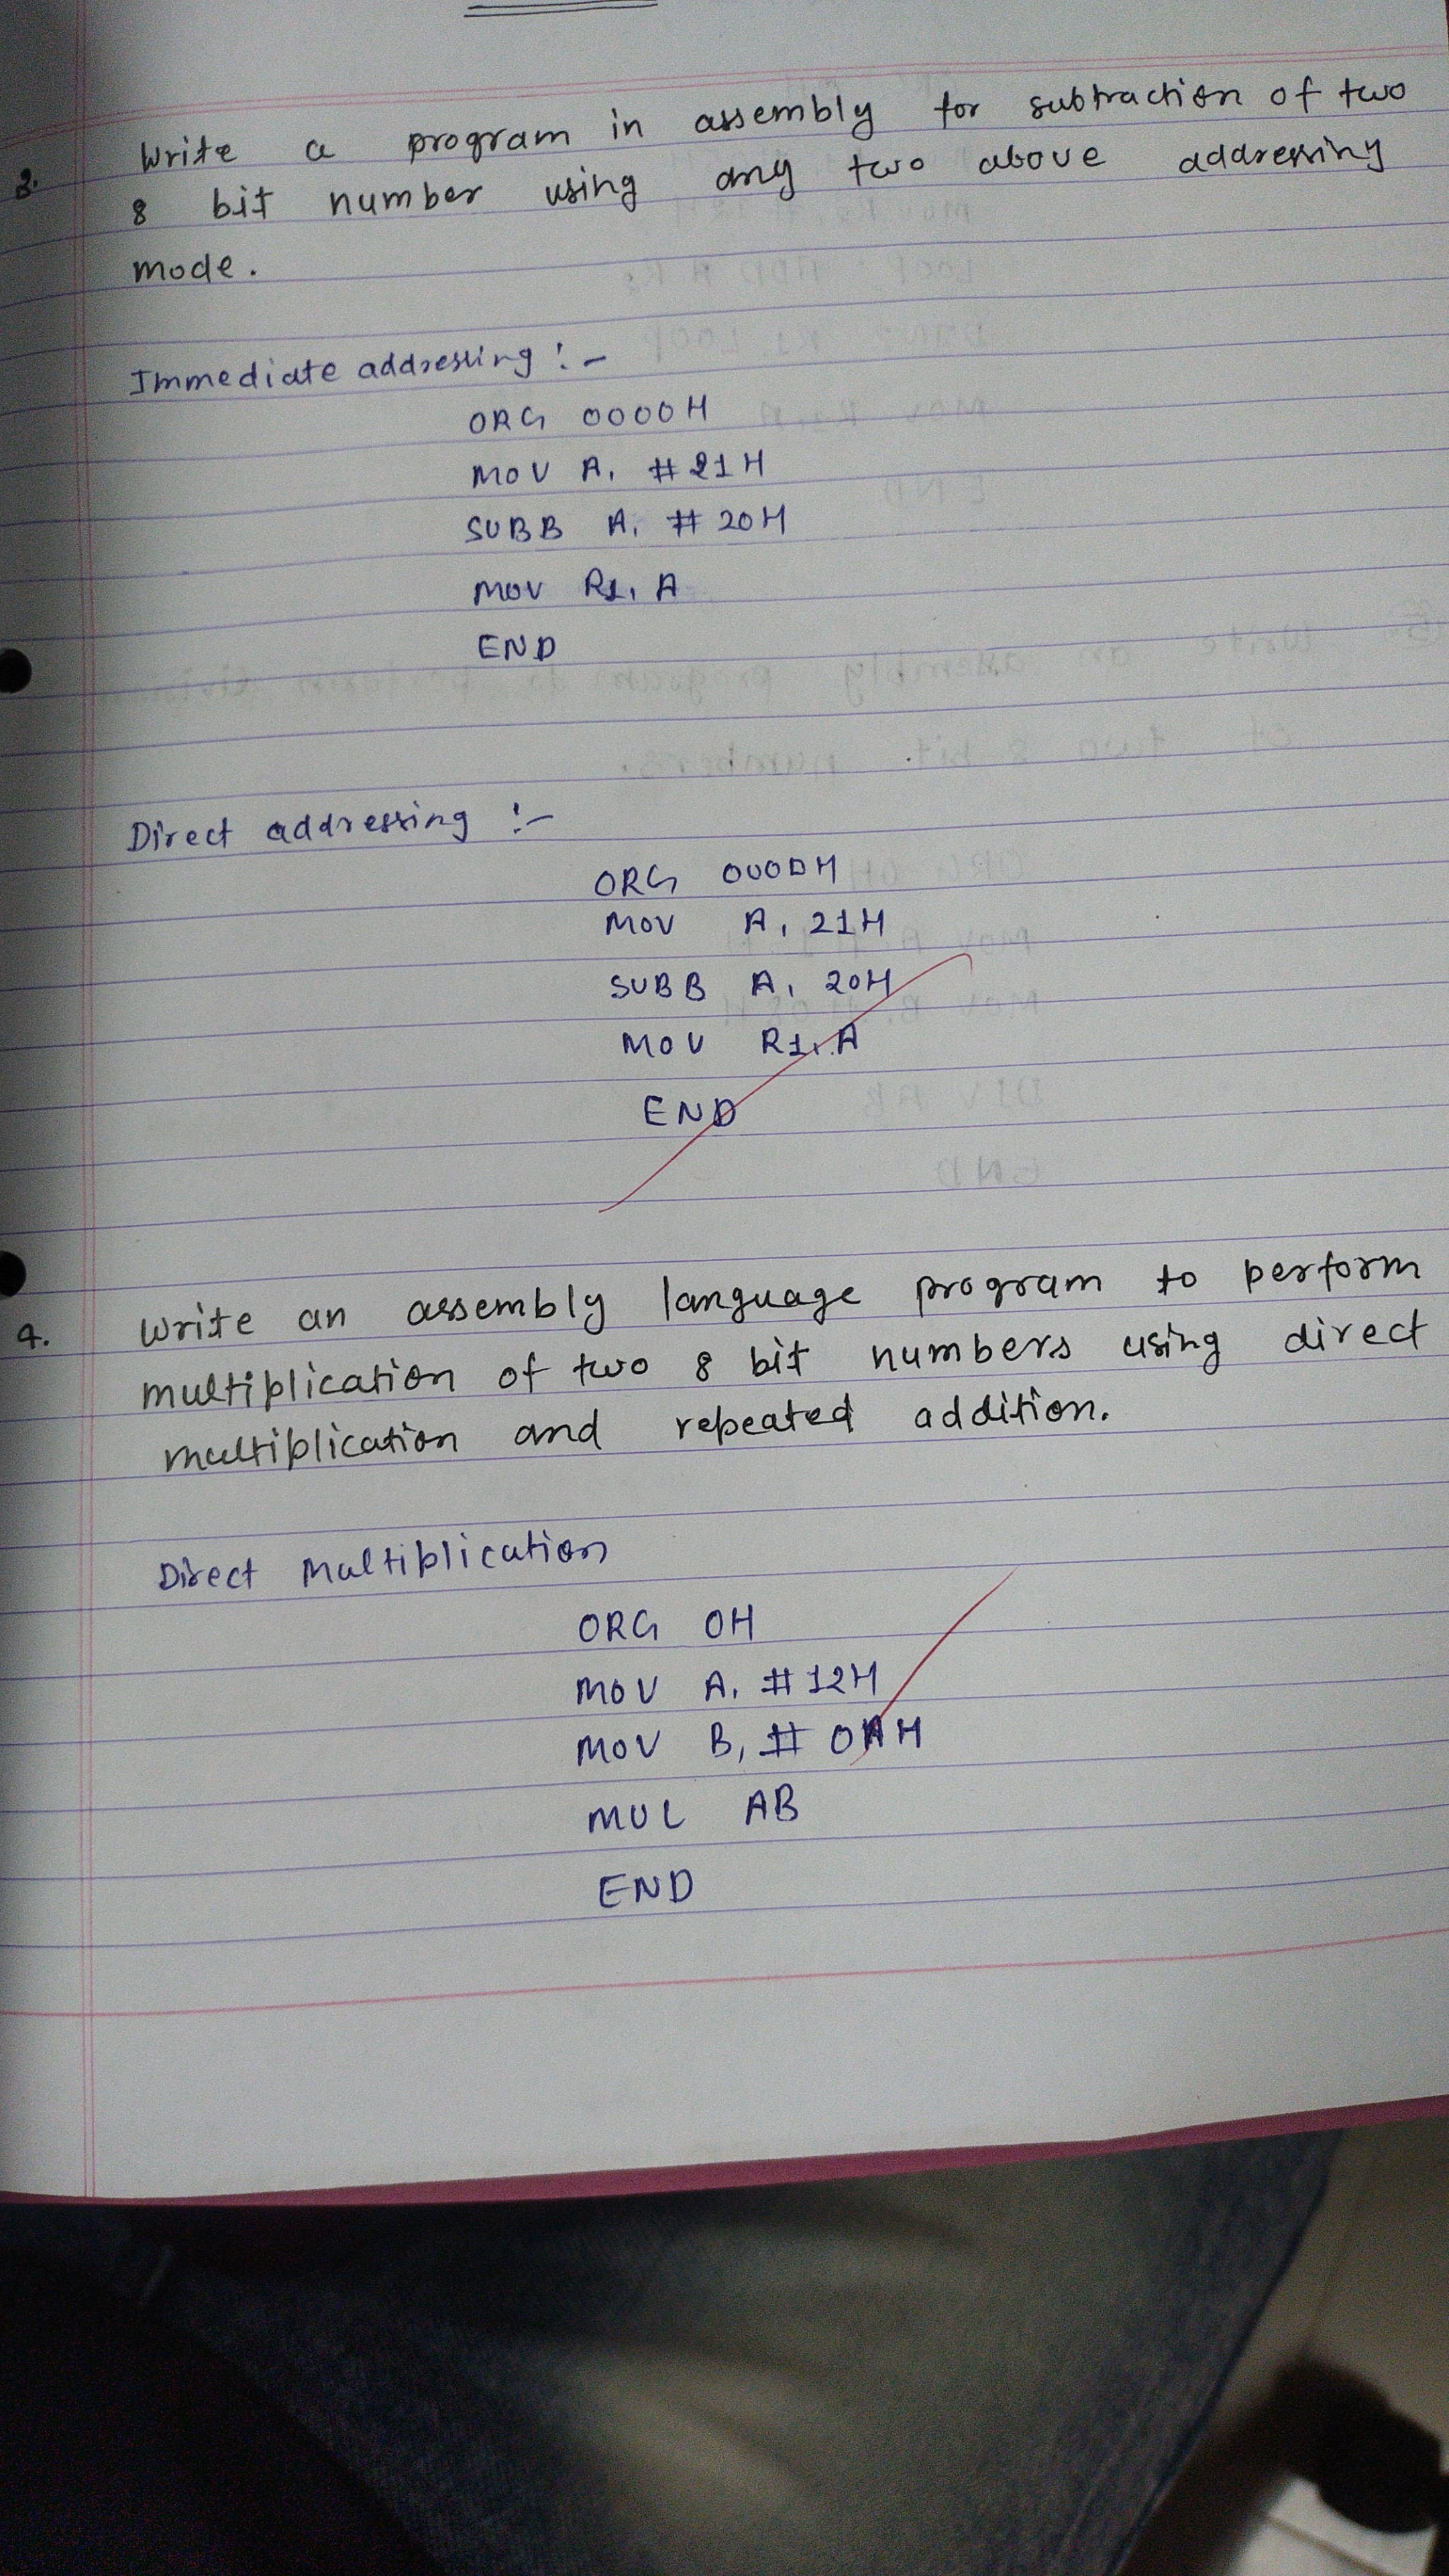 3. Write a program in assembly for subtraction of two
8 bit number using any two above addressing
mode.
Immediate addressing :-
ORG 0000H
MOV A, #21H
SUBB A, #20H
MOV R1, A
END
Direct addressing :-
ORG 0000H
MOV A, 21H
SUBB A, 20H
MOV R1, A
END
4. Write an assembly language program to perform
multiplication of two 8 bit numbers using direct
multiplication and repeated addition.
Direct Multiplication
ORG 0H
MOV A, #12H
MOV B, #0AH
MUL AB
END